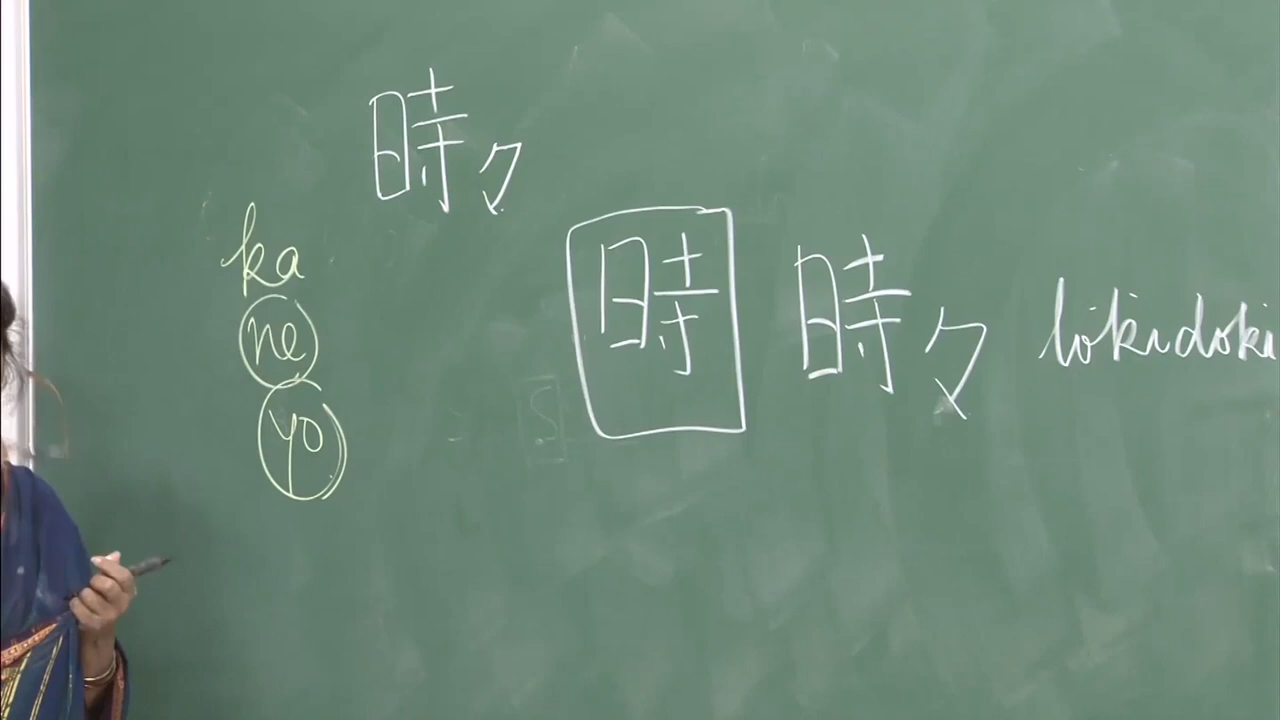 時々
ka
ne
yo
時 時々 tokidoki